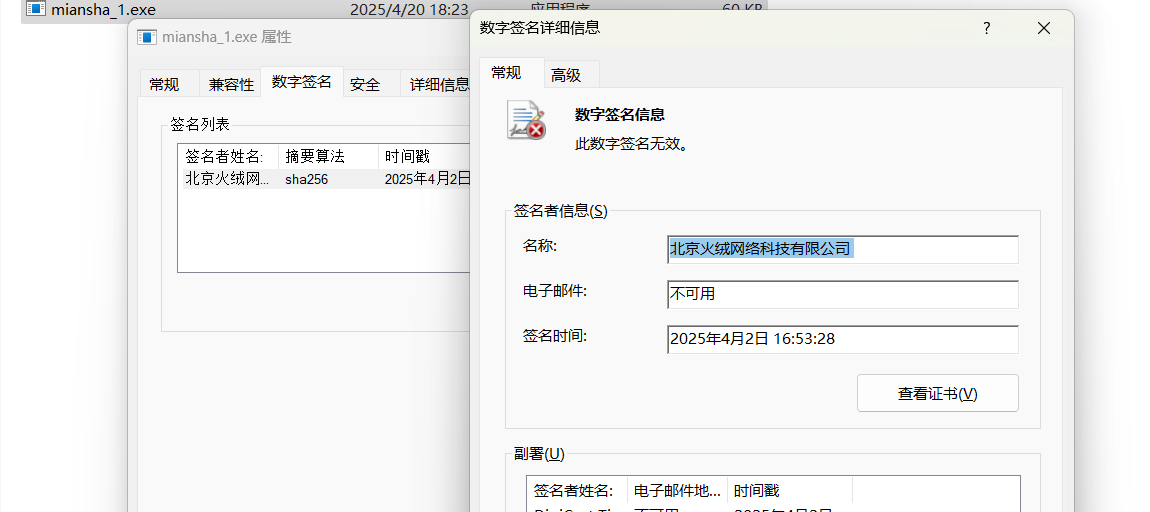 miansha_1.exe 2025/4/20 18:23 应用程序 60 KB
miansha_1.exe 属性
常规 兼容性 数字签名 安全 详细信息
签名列表
签名者姓名: 摘要算法 时间戳
北京火绒网... sha256 2025年4月2日
数字签名详细信息 ?
常规 高级
数字签名信息
此数字签名无效。
签名者信息(S)
名称: 北京火绒网络科技有限公司
电子邮件: 不可用
签名时间: 2025年4月2日 16:53:28
查看证书(V)
副署(U)
签名者姓名: 电子邮件地... 时间戳